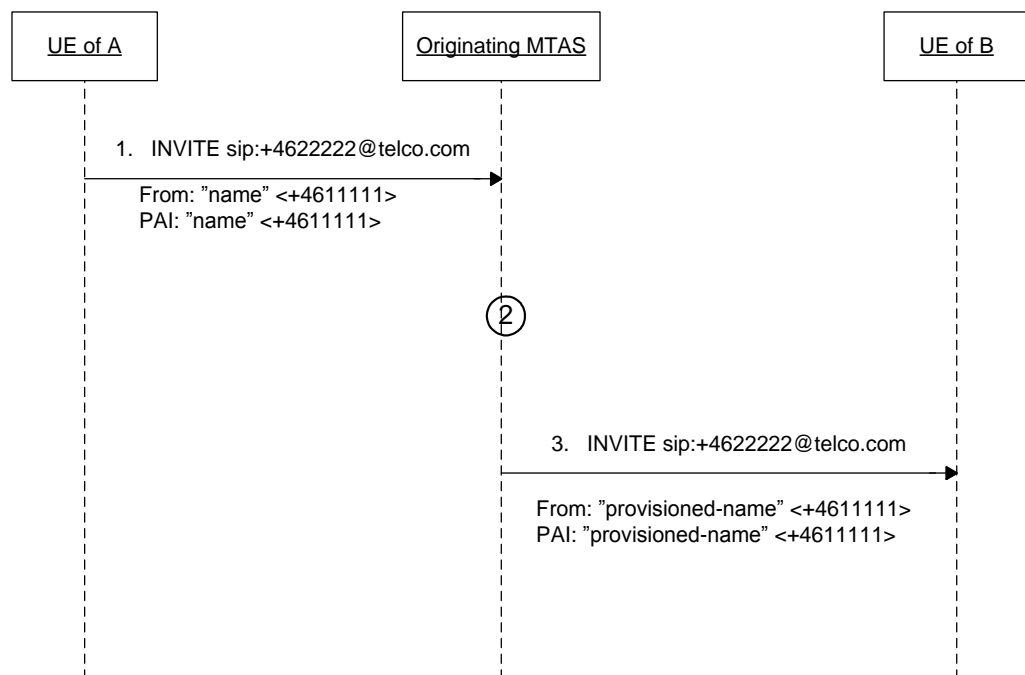 UE of A
Originating MTAS
UE of B
1. INVITE sip:+4622222@telco.com
From: ”name” <+4611111>
PAI: ”name” <+4611111>
2
3. INVITE sip:+4622222@telco.com
From: ”provisioned-name” <+4611111>
PAI: ”provisioned-name” <+4611111>